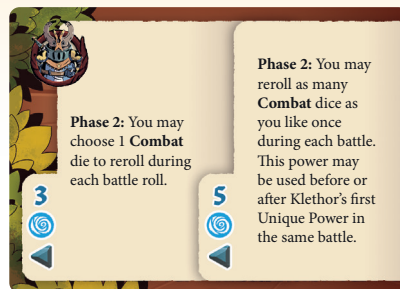 Phase 2: You may
choose 1 Combat
die to reroll during
each battle roll.
3
Phase 2: You may
reroll as many
Combat dice as
you like once
during each battle.
This power may
be used before or
after Klethor's first
Unique Power in
the same battle.
5